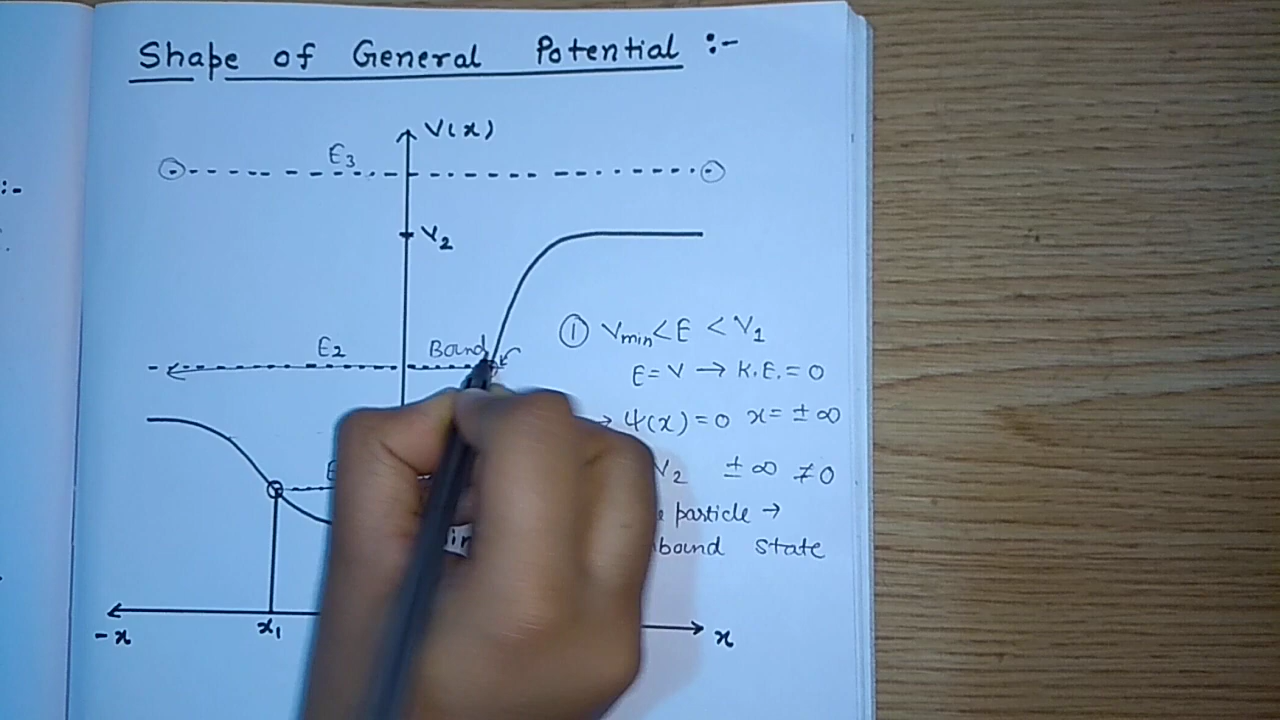 Shape of General Potential :-
V(x)
E3
V2
① Vmin<E < V1
E2
Bound
E=V → K.E.=0
→ Ψ(x)=0 x= ±∞
V2 ±∞ ≠0
particle →
bound state
-x
x1
x